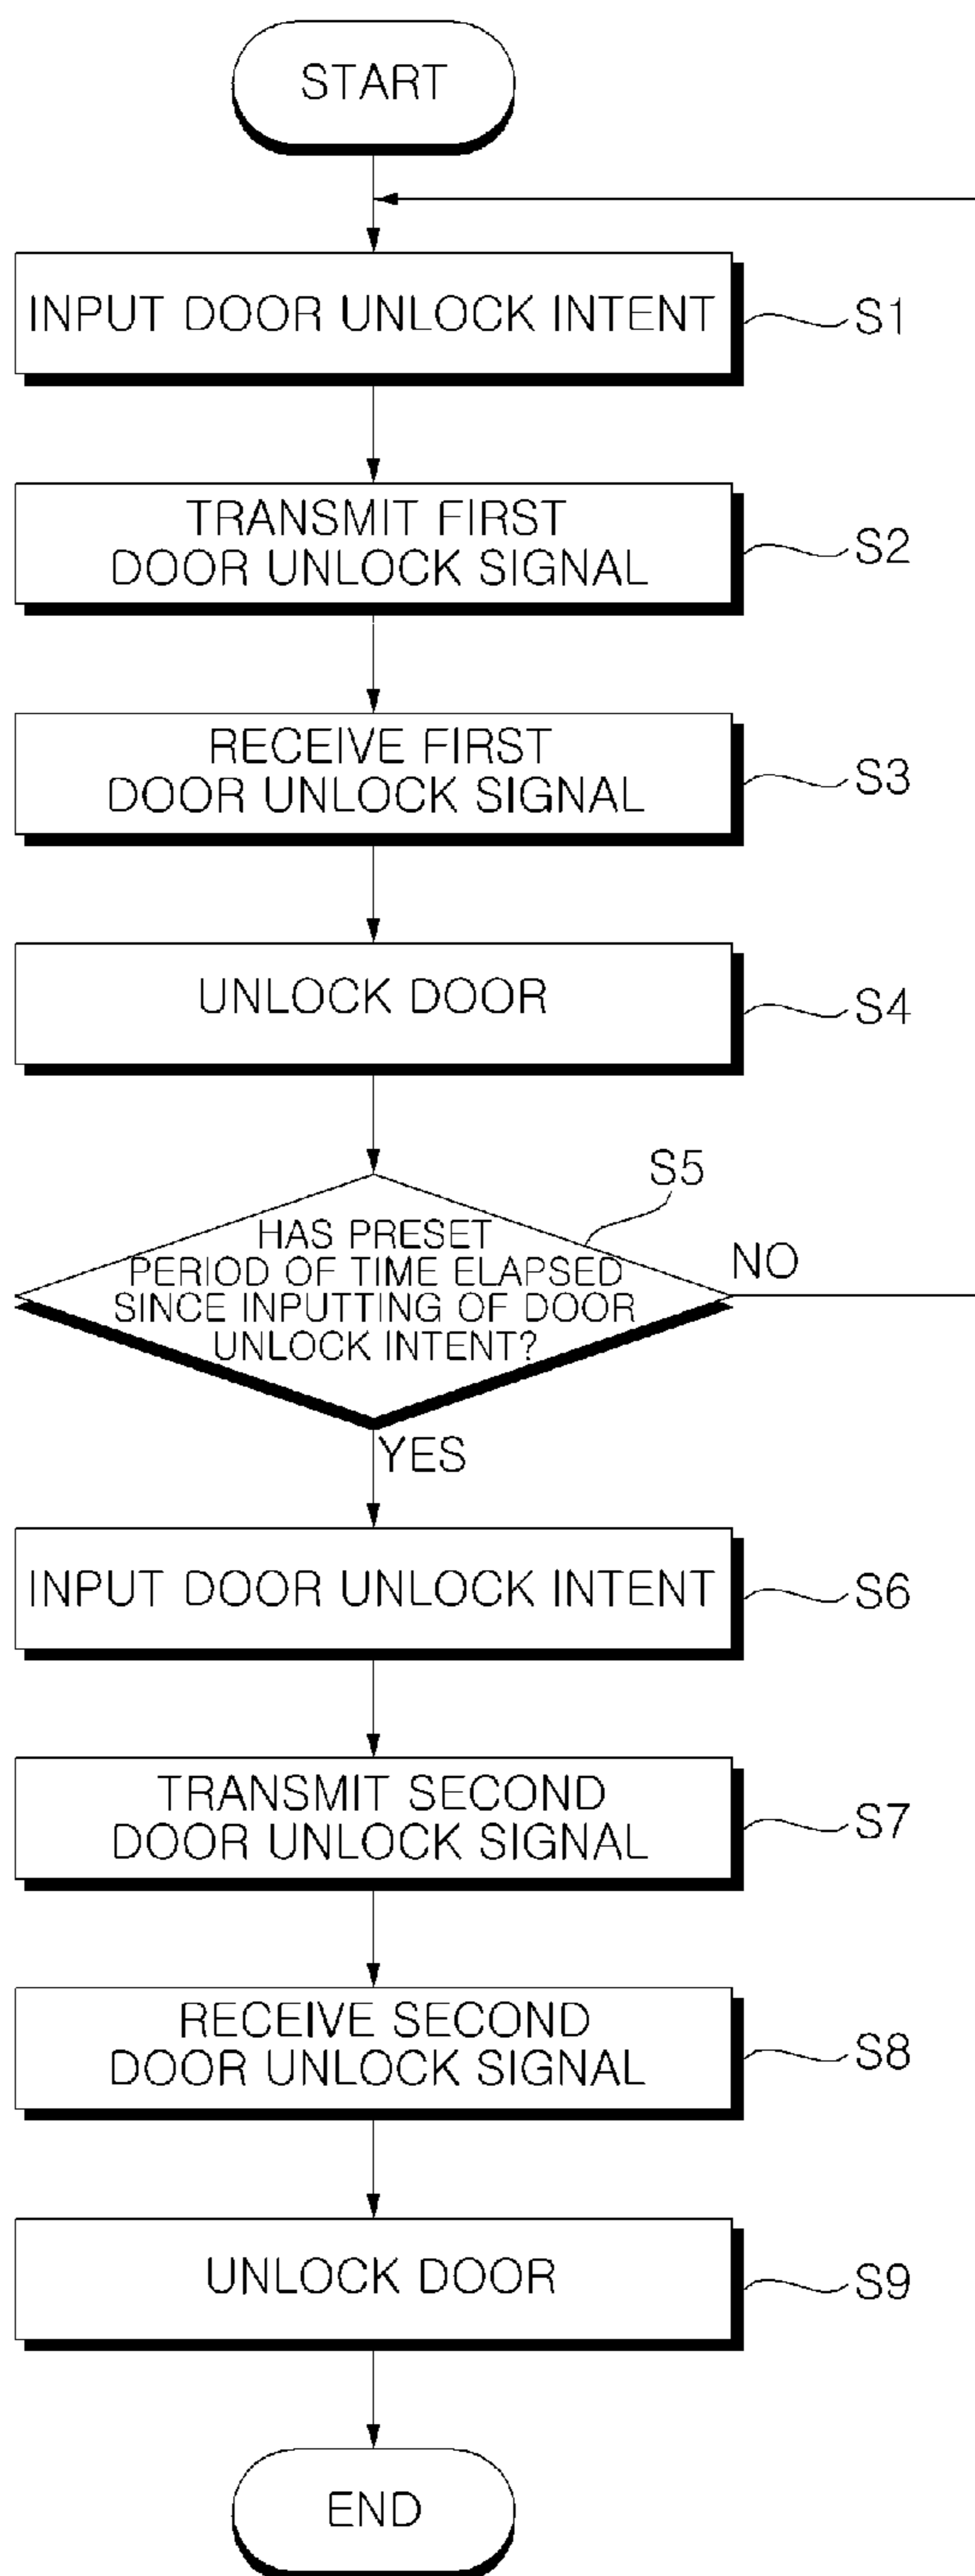 START
INPUT DOOR UNLOCK INTENT
S1
TRANSMIT FIRST
DOOR UNLOCK SIGNAL
S2
RECEIVE FIRST
DOOR UNLOCK SIGNAL
S3
UNLOCK DOOR
S4
S5
HAS PRESET
PERIOD OF TIME ELAPSED
SINCE INPUTTING OF DOOR
UNLOCK INTENT?
NO
YES
INPUT DOOR UNLOCK INTENT
S6
TRANSMIT SECOND
DOOR UNLOCK SIGNAL
S7
RECEIVE SECOND
DOOR UNLOCK SIGNAL
S8
UNLOCK DOOR
S9
END